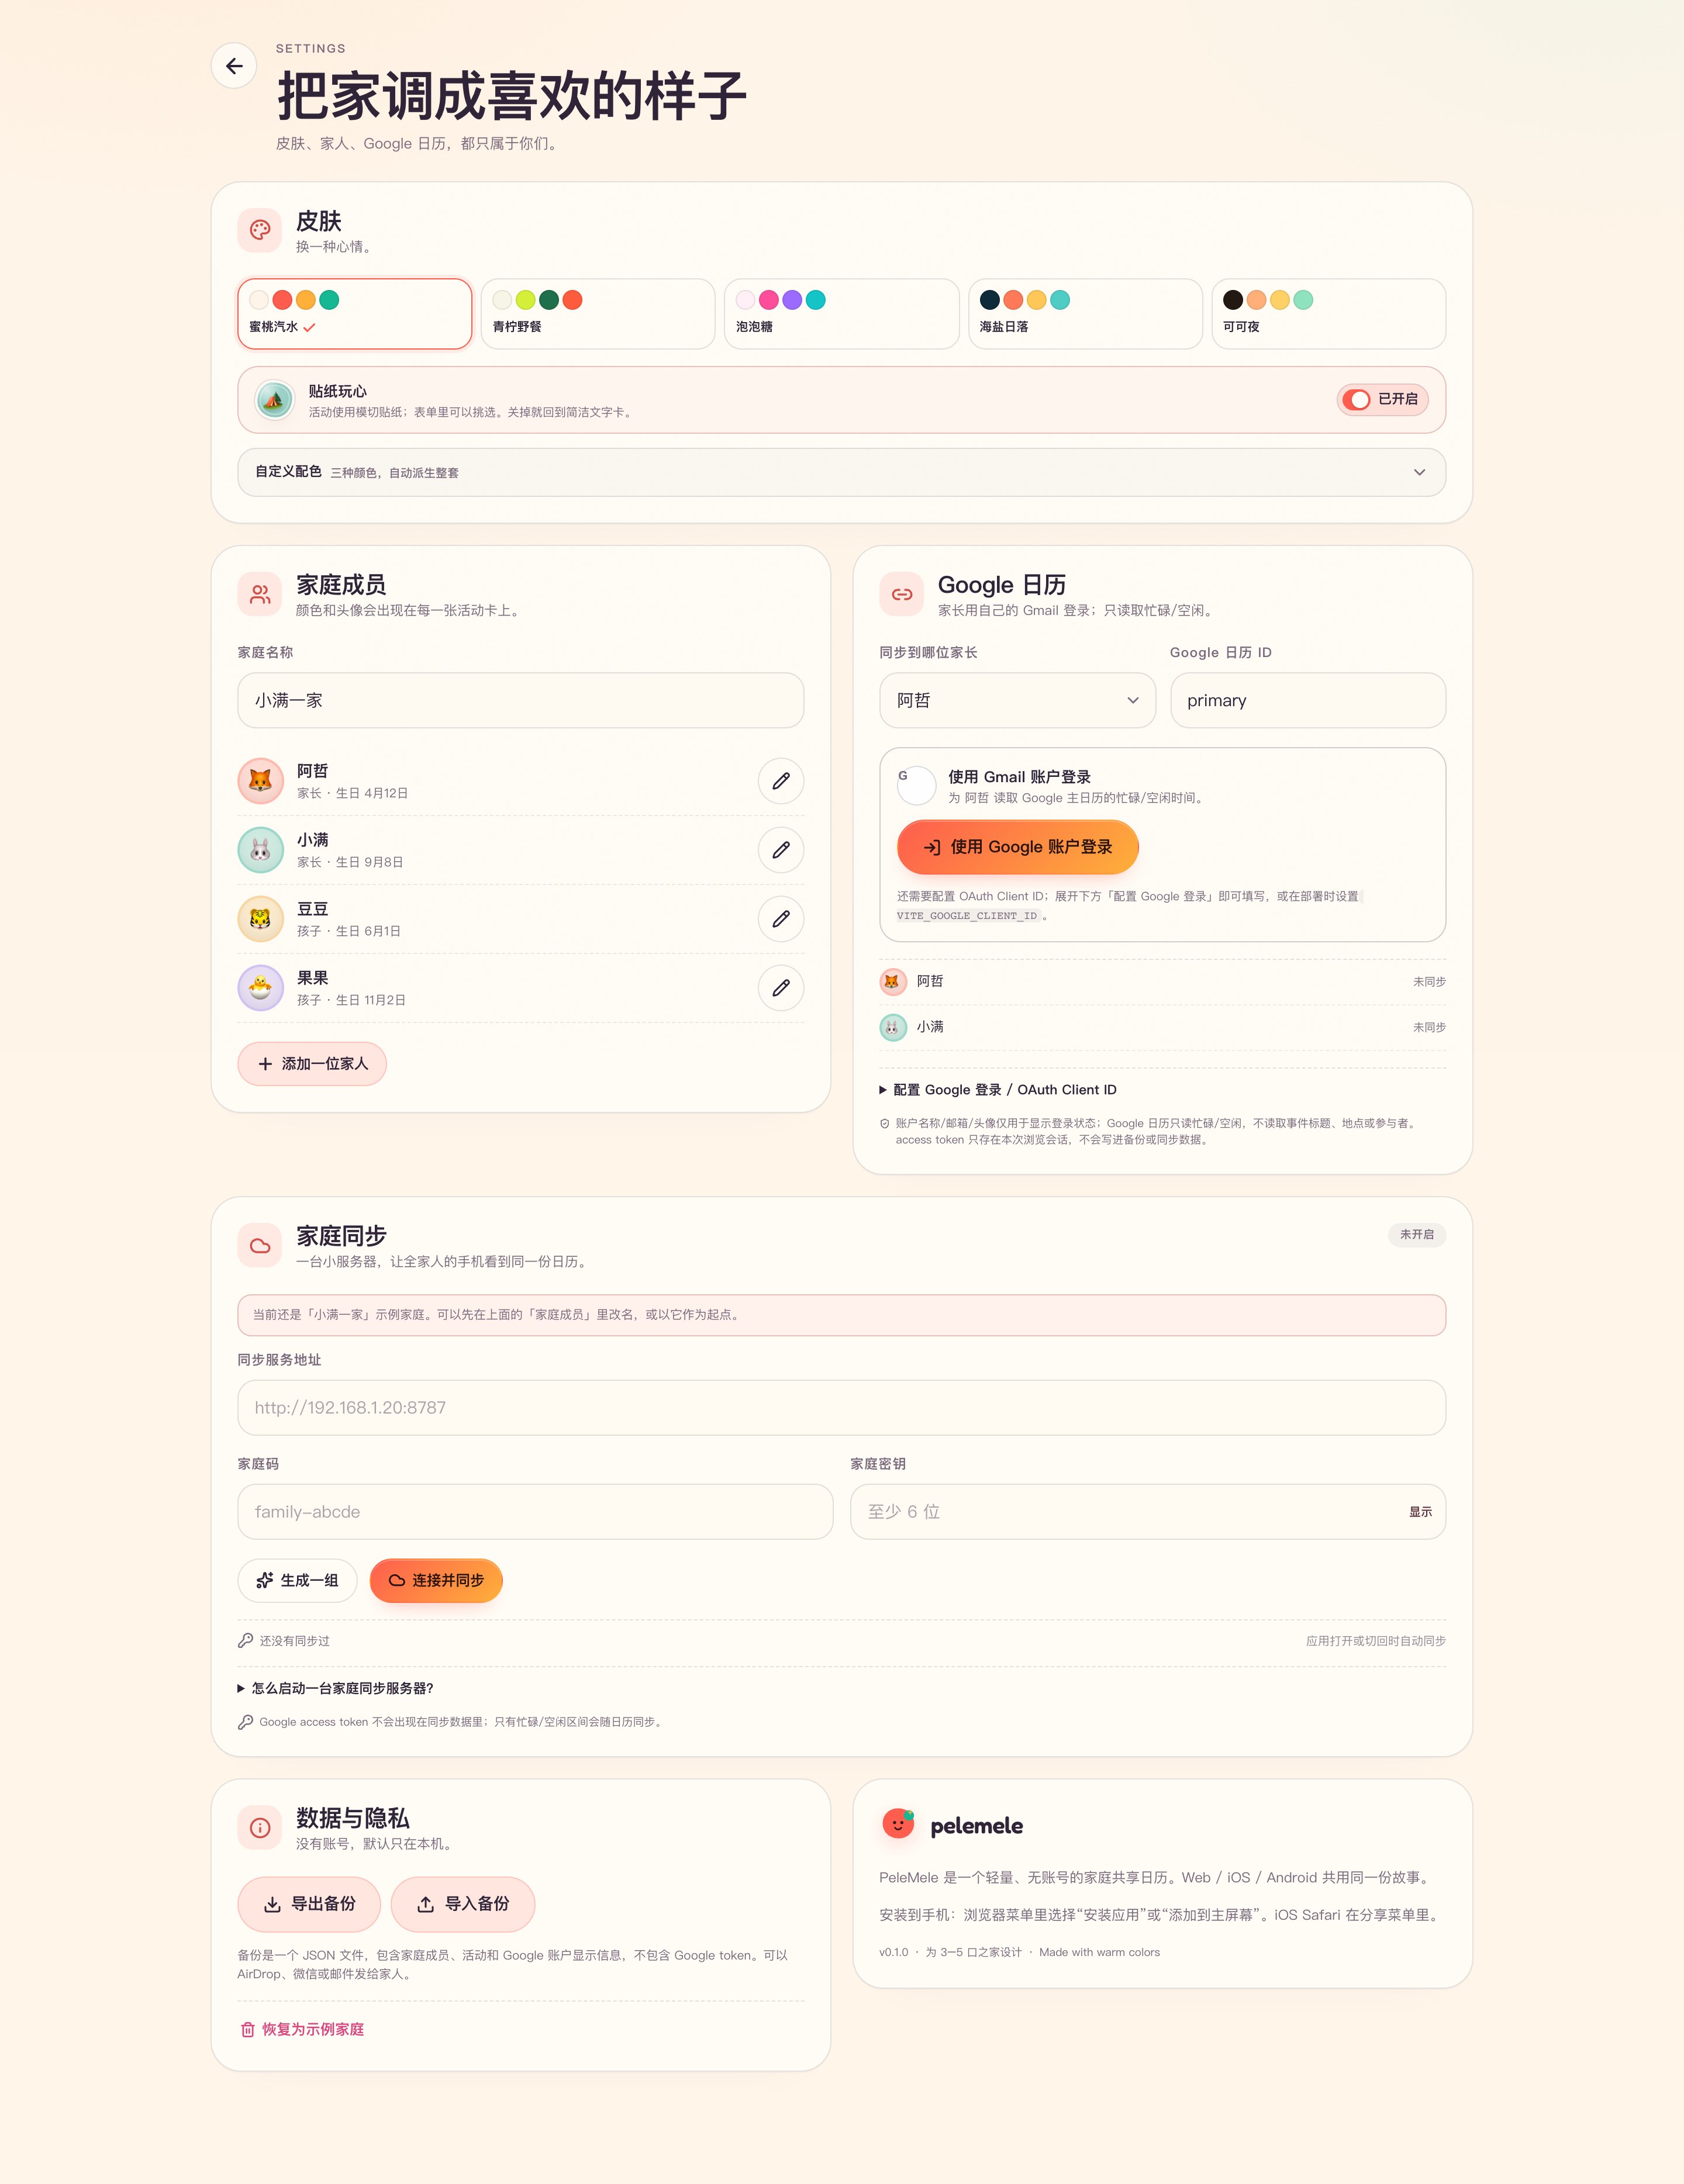 SETTINGS
把家调成喜欢的样子
皮肤、家人、Google 日历，都只属于你们。
皮肤
换一种心情。
蜜桃汽水
青柠野餐
泡泡糖
海盐日落
可可夜
贴纸玩心
活动使用模切贴纸；表单里可以挑选。关掉就回到简洁文字卡。
已开启
自定义配色 三种颜色，自动派生整套
家庭成员
颜色和头像会出现在每一张活动卡上。
家庭名称
小满一家
阿哲
家长 · 生日 4月12日
小满
家长 · 生日 9月8日
豆豆
孩子 · 生日 6月1日
果果
孩子 · 生日 11月2日
添加一位家人
Google 日历
家长用自己的 Gmail 登录；只读取忙碌/空闲。
同步到哪位家长
Google 日历 ID
阿哲
primary
G
使用 Gmail 账户登录
为 阿哲 读取 Google 主日历的忙碌/空闲时间。
使用 Google 账户登录
还需要配置 OAuth Client ID；展开下方「配置 Google 登录」即可填写，或在部署时设置
VITE_GOOGLE_CLIENT_ID 。
阿哲
未同步
小满
未同步
配置 Google 登录 / OAuth Client ID
账户名称/邮箱/头像仅用于显示登录状态；Google 日历只读忙碌/空闲，不读取事件标题、地点或参与者。
access token 只存在本次浏览会话，不会写进备份或同步数据。
家庭同步
一台小服务器，让全家人的手机看到同一份日历。
未开启
当前还是「小满一家」示例家庭。可以先在上面的「家庭成员」里改名，或以它作为起点。
同步服务地址
http://192.168.1.20:8787
家庭码
家庭密钥
family-abcde
至少 6 位
显示
生成一组
连接并同步
还没有同步过
应用打开或切回时自动同步
怎么启动一台家庭同步服务器?
Google access token 不会出现在同步数据里；只有忙碌/空闲区间会随日历同步。
数据与隐私
没有账号，默认只在本机。
导出备份
导入备份
备份是一个 JSON 文件，包含家庭成员、活动和 Google 账户显示信息，不包含 Google token。可以
AirDrop、微信或邮件发给家人。
恢复为示例家庭
pelemele
PeleMele 是一个轻量、无账号的家庭共享日历。Web / iOS / Android 共用同一份故事。
安装到手机：浏览器菜单里选择“安装应用”或“添加到主屏幕”。iOS Safari 在分享菜单里。
v0.1.0 · 为 3–5 口之家设计 · Made with warm colors